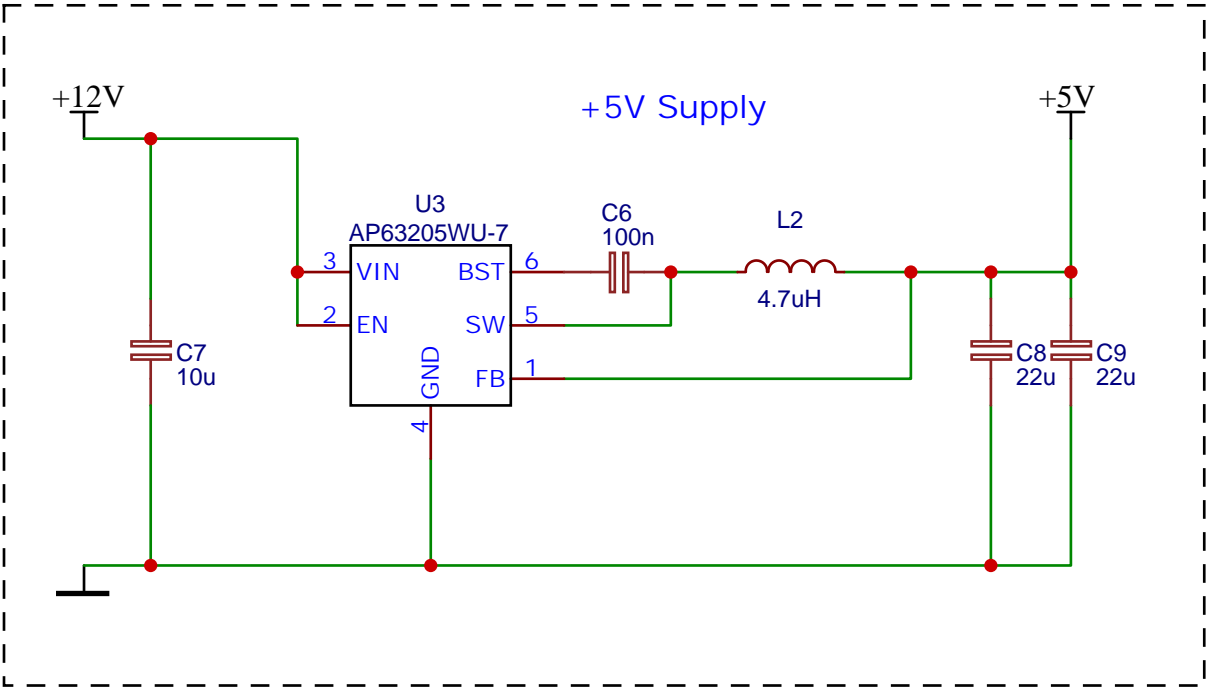 +12V
+5V Supply
+5V
U3
AP63205WU-7
C6
100n
L2
4.7uH
3
VIN
BST
6
2
EN
SW
5
GND
FB
1
4
C7
10u
C8
22u
C9
22u